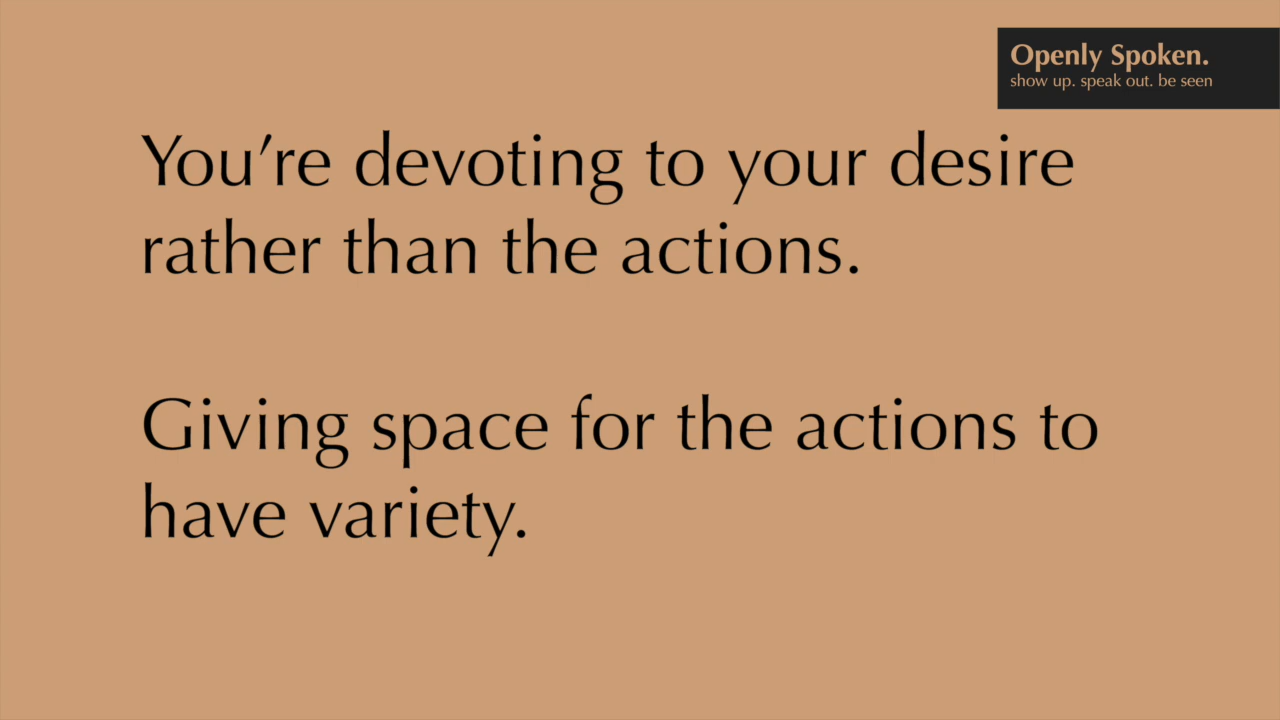 Openly Spoken.
show up. speak out. be seen
You’re devoting to your desire
rather than the actions.
Giving space for the actions to
have variety.